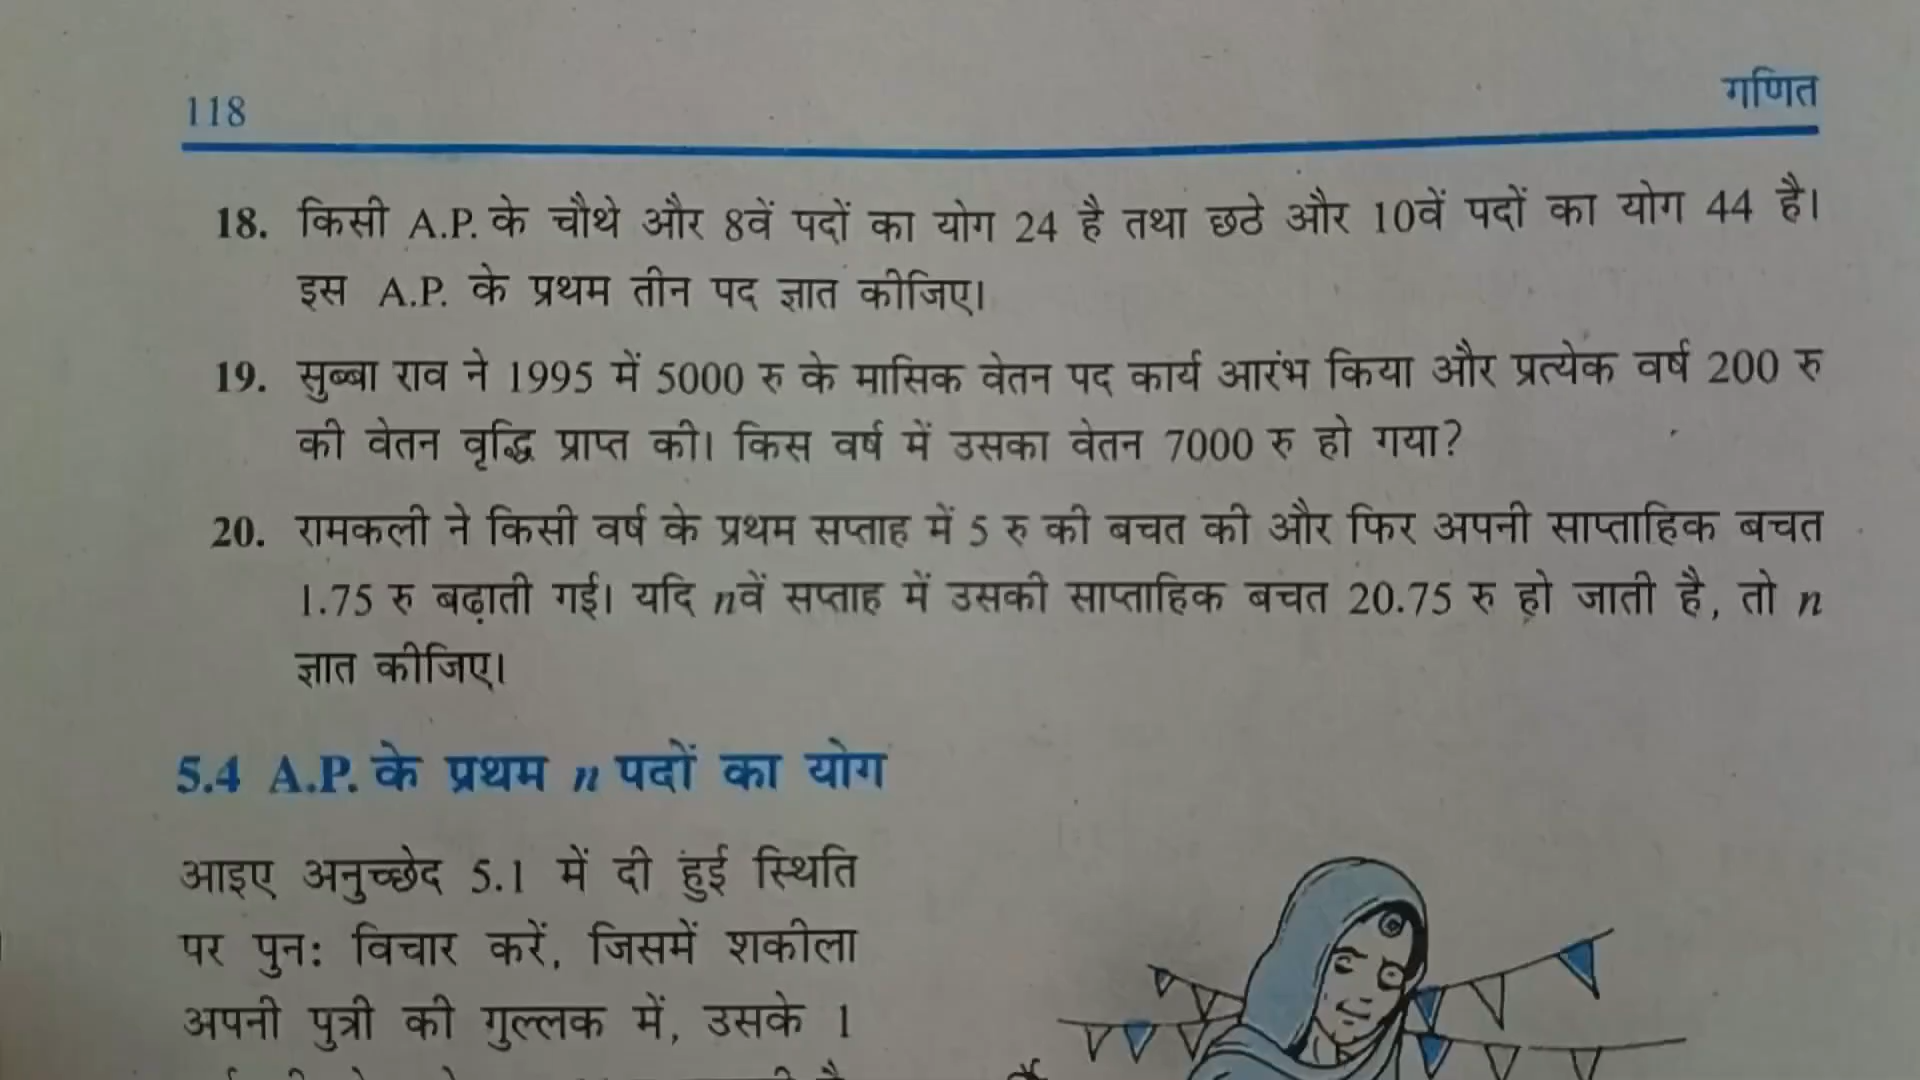 118
गणित
18. किसी A.P. के चौथे और 8वें पदों का योग 24 है तथा छठे और 10वें पदों का योग 44 है।
इस A.P. के प्रथम तीन पद ज्ञात कीजिए।
19. सुब्बा राव ने 1995 में 5000 रु के मासिक वेतन पद कार्य आरंभ किया और प्रत्येक वर्ष 200 रु
की वेतन वृद्धि प्राप्त की। किस वर्ष में उसका वेतन 7000 रु हो गया?
20. रामकली ने किसी वर्ष के प्रथम सप्ताह में 5 रु की बचत की और फिर अपनी साप्ताहिक बचत
1.75 रु बढ़ाती गई। यदि nवें सप्ताह में उसकी साप्ताहिक बचत 20.75 रु हो जाती है, तो n
ज्ञात कीजिए।
5.4 A.P. के प्रथम n पदों का योग
आइए अनुच्छेद 5.1 में दी हुई स्थिति
पर पुन: विचार करें, जिसमें शकीला
अपनी पुत्री की गुल्लक में, उसके 1